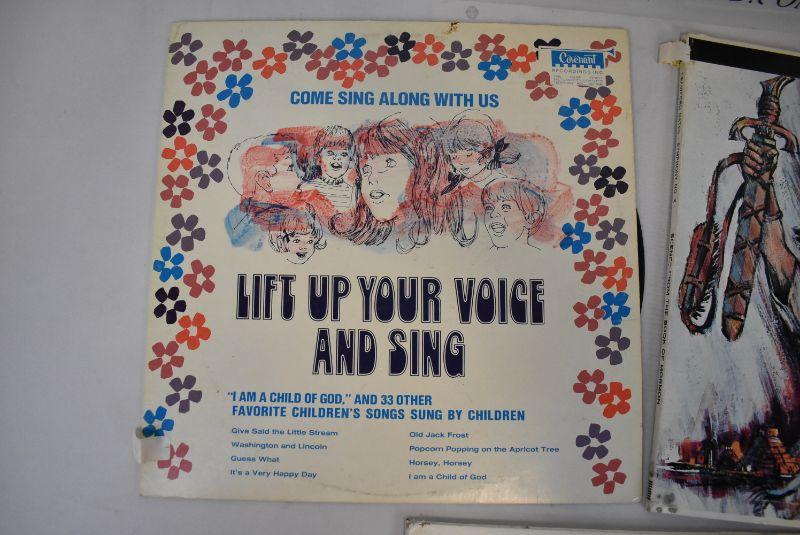 Covenant
RECORDINGS INC.
COME SING ALONG WITH US
LIFT UP YOUR VOICE
AND SING
"I AM A CHILD OF GOD," AND 33 OTHER
FAVORITE CHILDREN'S SONGS SUNG BY CHILDREN
Give Said the Little Stream
Washington and Lincoln
Guess What
It's a Very Happy Day
Old Jack Frost
Popcorn Popping on the Apricot Tree
Horsey, Horsey
I am a Child of God
SCENES FROM THE BOOK OF MORMON